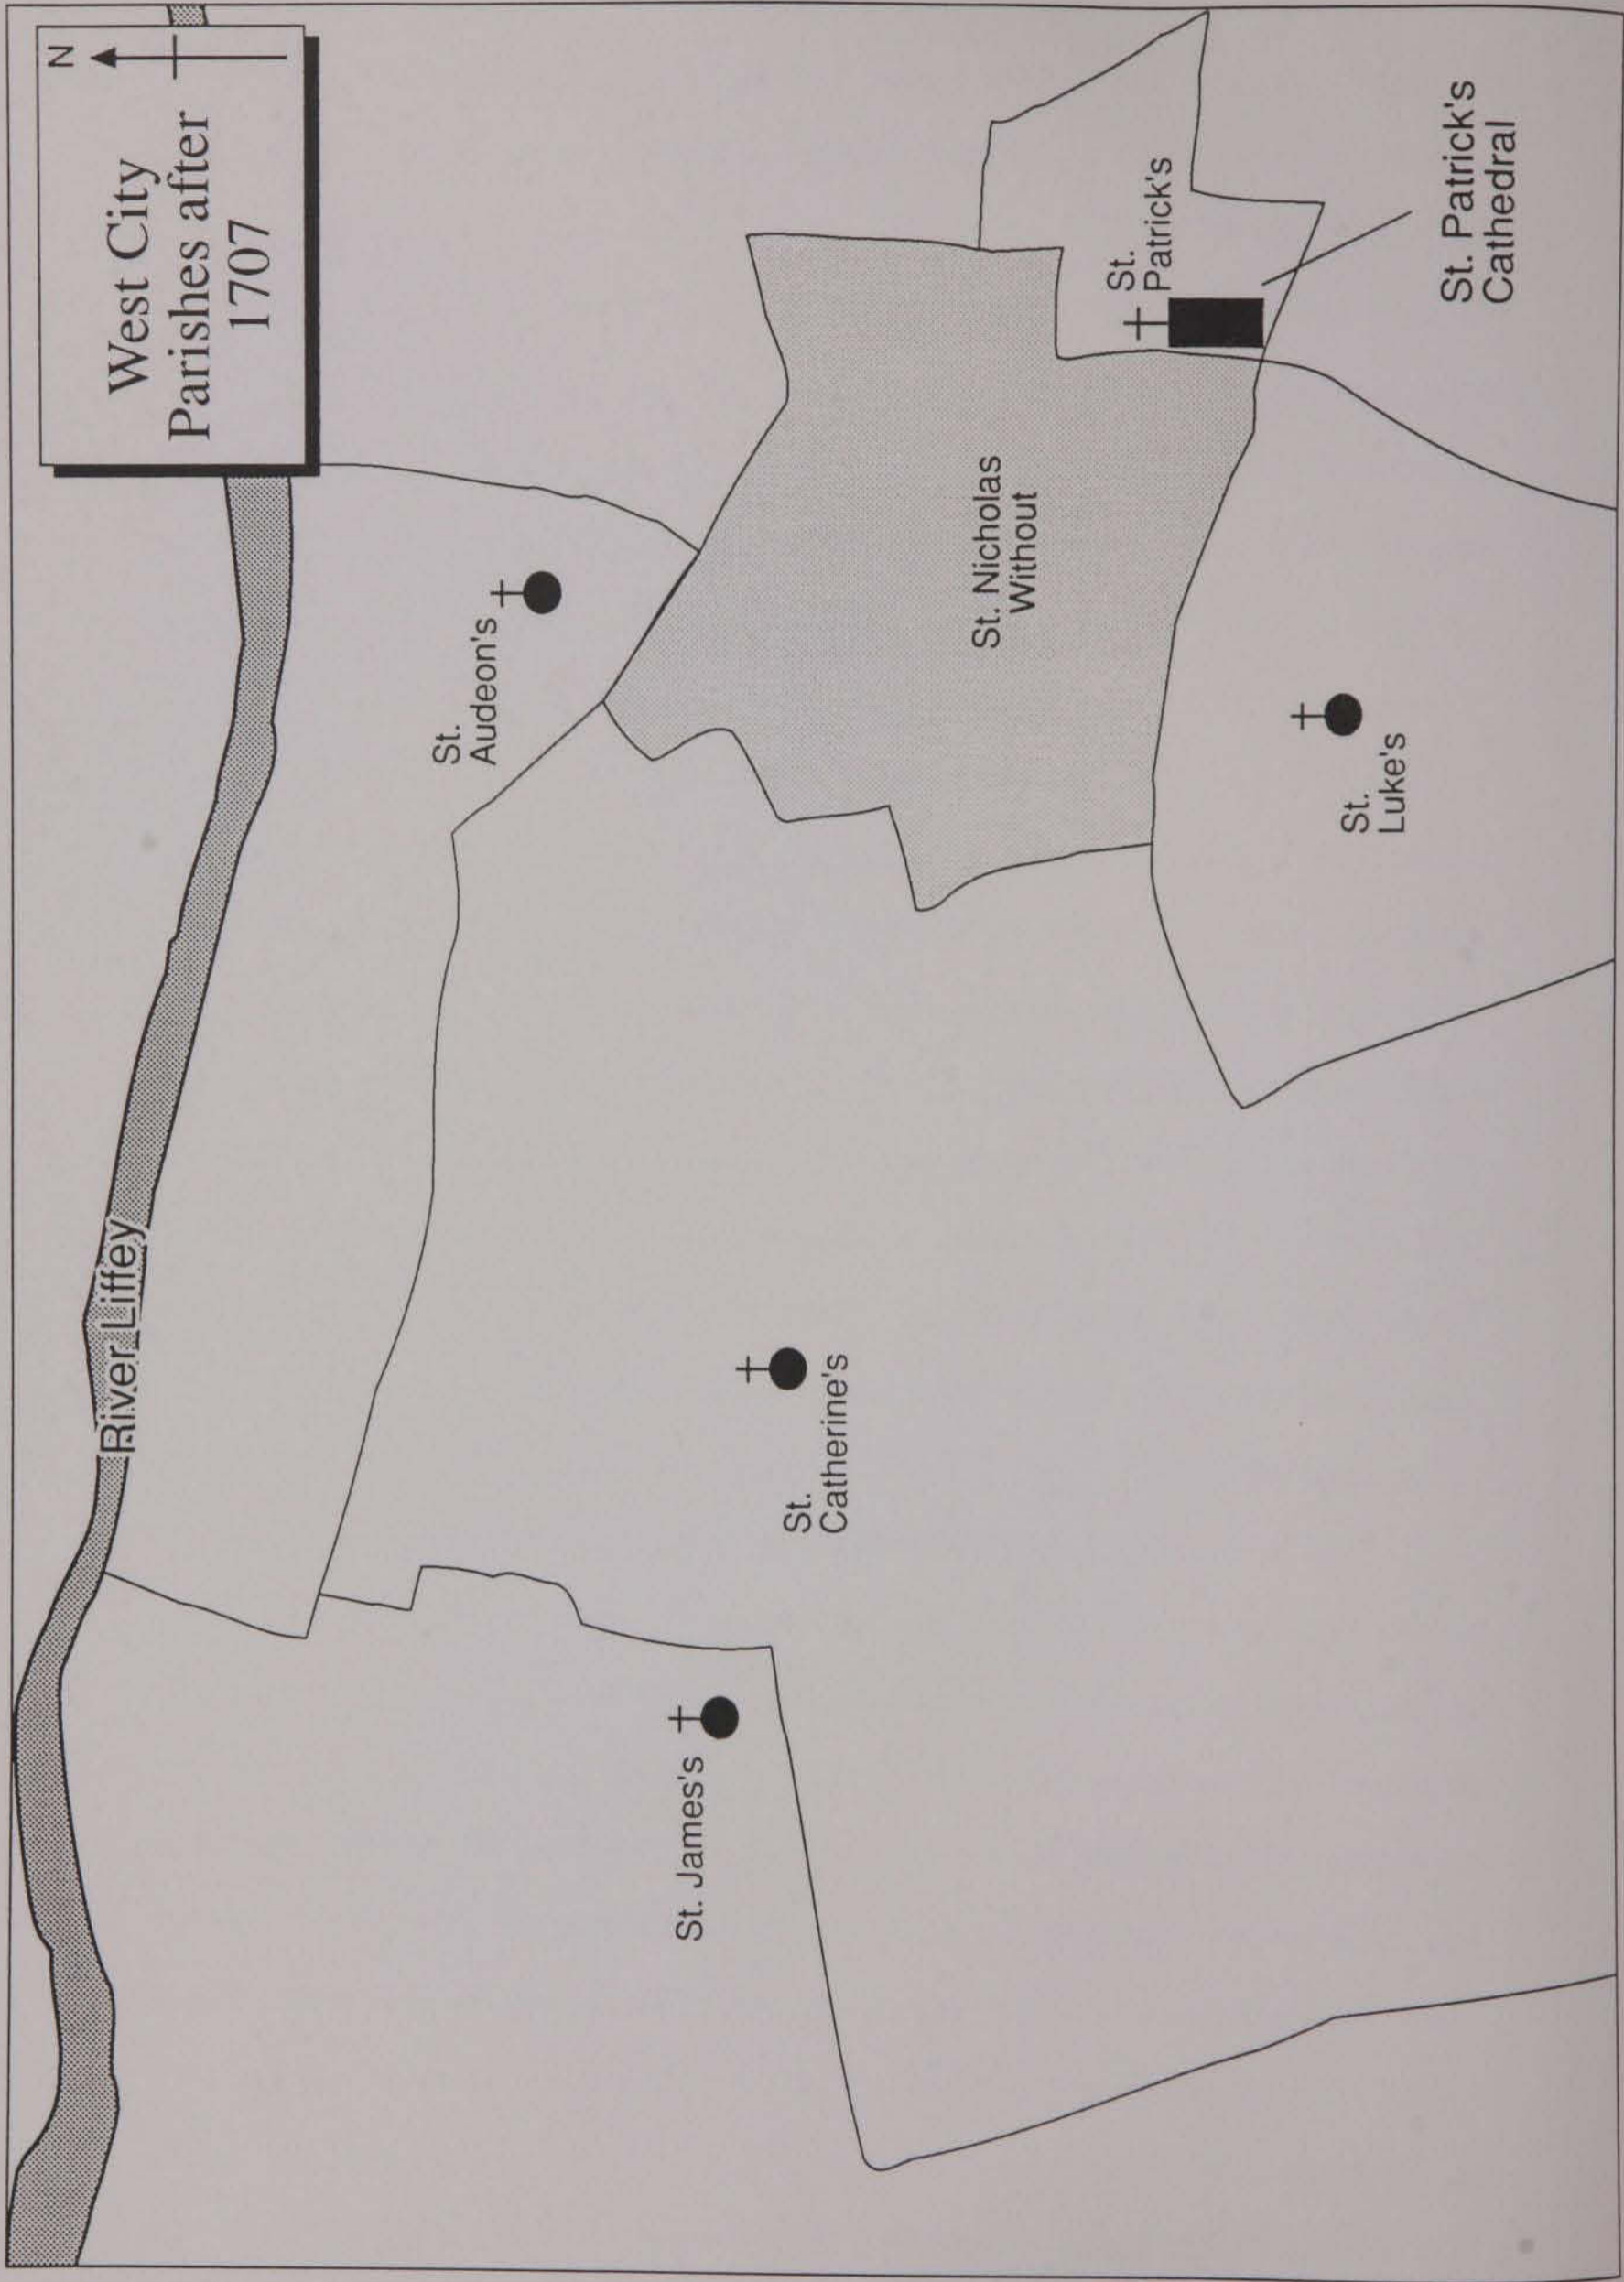 West City
Parishes after
1707
N
River Liffey
St.
Audeon's
St. James's
St.
Catherine's
St. Nicholas
Without
St.
Patrick's
St.
Luke's
St. Patrick's
Cathedral